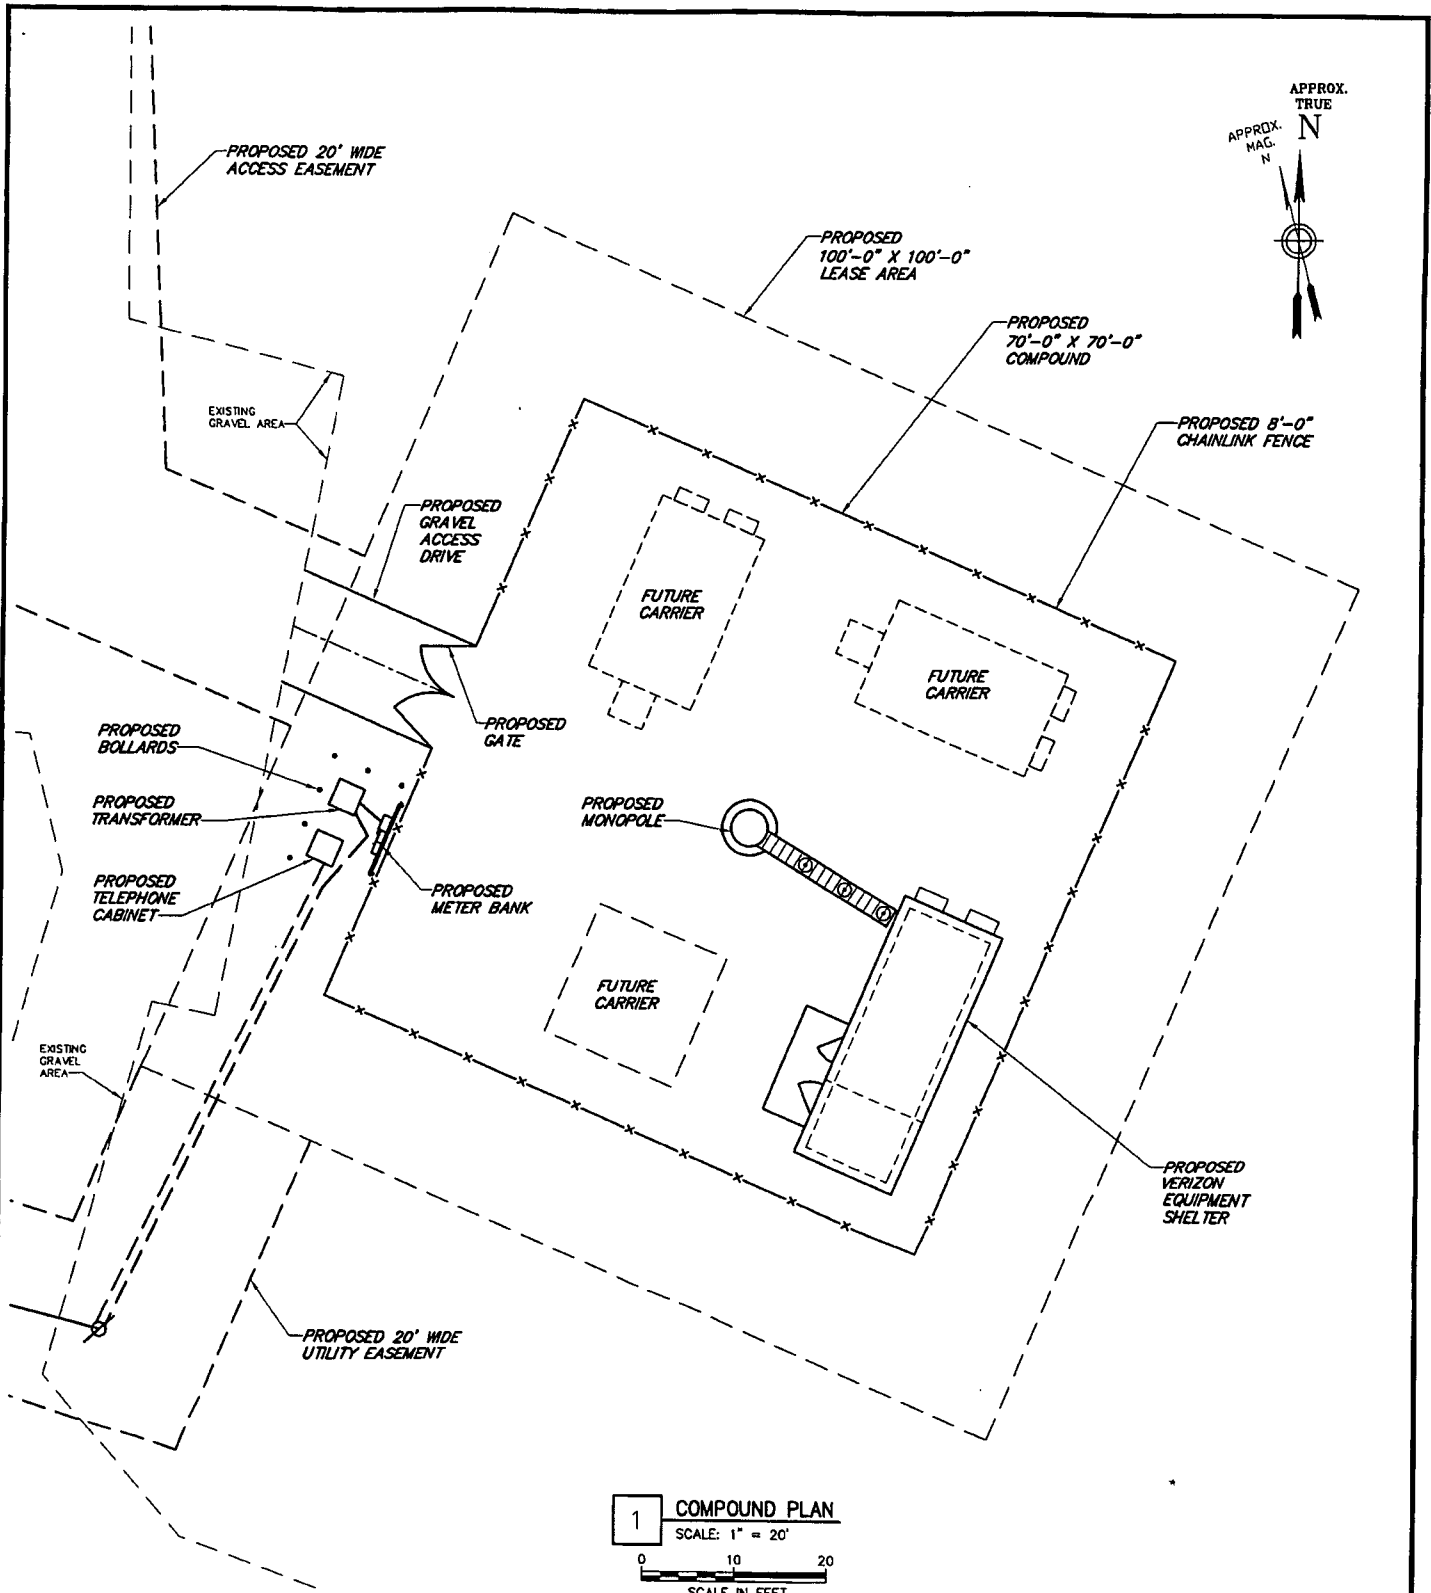 APPROX.
TRUE
N
APPROX.
MAG.
N
PROPOSED 20' WIDE
ACCESS EASEMENT
PROPOSED
100'-0" X 100'-0"
LEASE AREA
PROPOSED
70'-0" X 70'-0"
COMPOUND
PROPOSED 8'-0"
CHAINLINK FENCE
EXISTING
GRAVEL AREA
PROPOSED
GRAVEL
ACCESS
DRIVE
FUTURE
CARRIER
FUTURE
CARRIER
PROPOSED
GATE
PROPOSED
BOLLARDS
PROPOSED
TRANSFORMER
PROPOSED
MONOPOLE
PROPOSED
TELEPHONE
CABINET
PROPOSED
METER BANK
FUTURE
CARRIER
EXISTING
GRAVEL
AREA
PROPOSED
VERIZON
EQUIPMENT
SHELTER
PROPOSED 20' WIDE
UTILITY EASEMENT
1
COMPOUND PLAN
SCALE: 1" = 20'
0 10 20
SCALE IN FEET